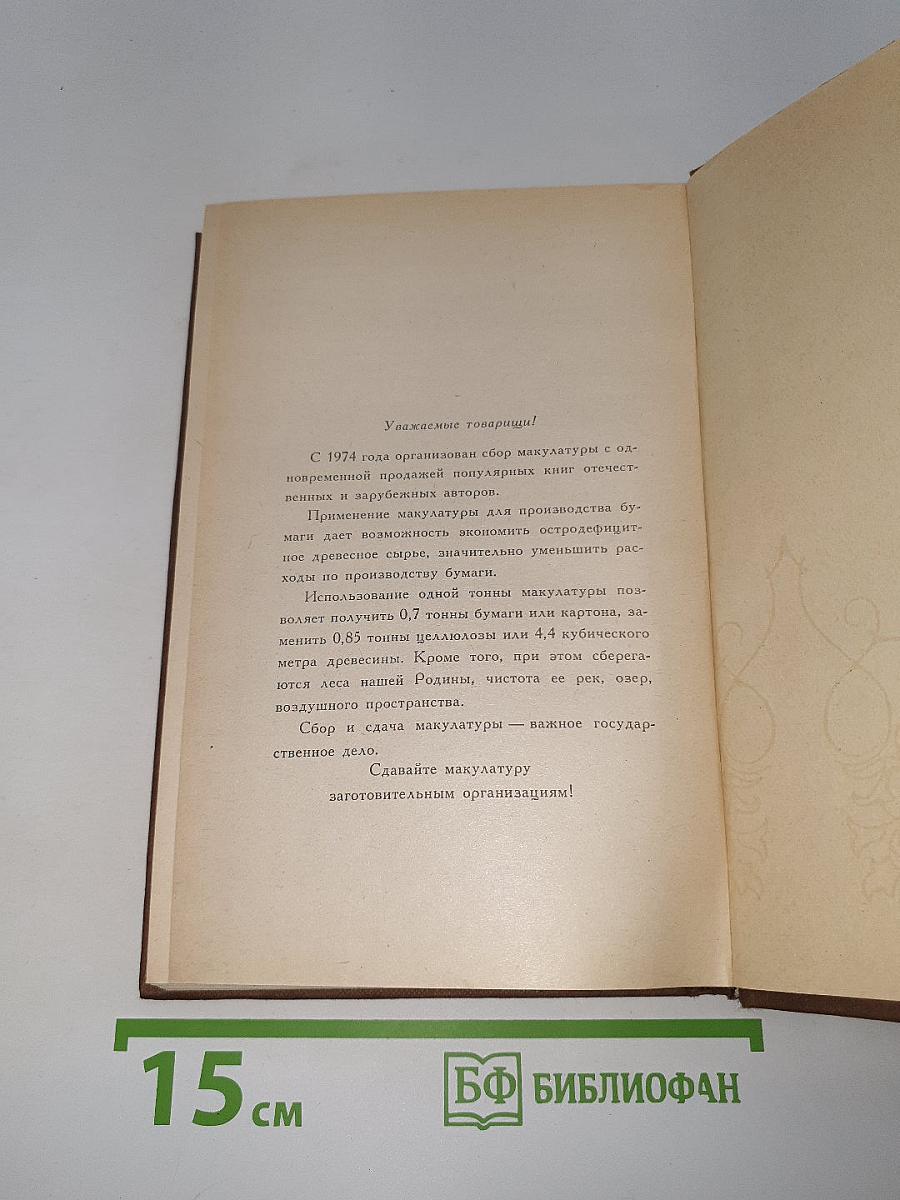 Уважаемые товарищи!
С 1974 года организован сбор макулатуры с од-
новременной продажей популярных книг отечест-
венных и зарубежных авторов.
Применение макулатуры для производства бу-
маги дает возможность экономить остродефицит-
ное древесное сырье, значительно уменьшить рас-
ходы по производству бумаги.
Использование одной тонны макулатуры поз-
воляет получить 0,7 тонны бумаги или картона, за-
менить 0,85 тонны целлюлозы или 4,4 кубического
метра древесины. Кроме того, при этом сберега-
ются леса нашей Родины, чистота ее рек, озер,
воздушного пространства.
Сбор и сдача макулатуры — важное государ-
ственное дело.
Сдавайте макулатуру
заготовительным организациям!
15 см
БФ БИБЛИОФАН